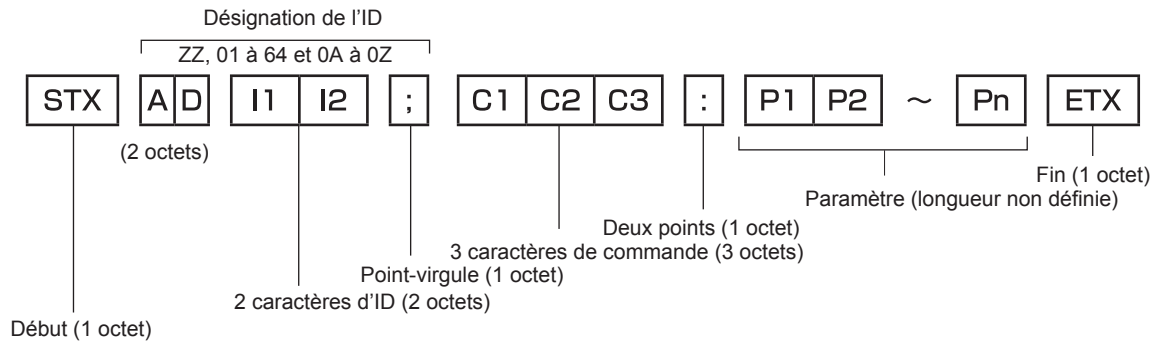 Désignation de l'ID
ZZ, 01 à 64 et 0A à 0Z
STX A D I1 I2 ; C1 C2 C3 : P1 P2 ~ Pn ETX
(2 octets)
Fin (1 octet)
Paramètre (longueur non définie)
Deux points (1 octet)
3 caractères de commande (3 octets)
Point-virgule (1 octet)
2 caractères d'ID (2 octets)
Début (1 octet)